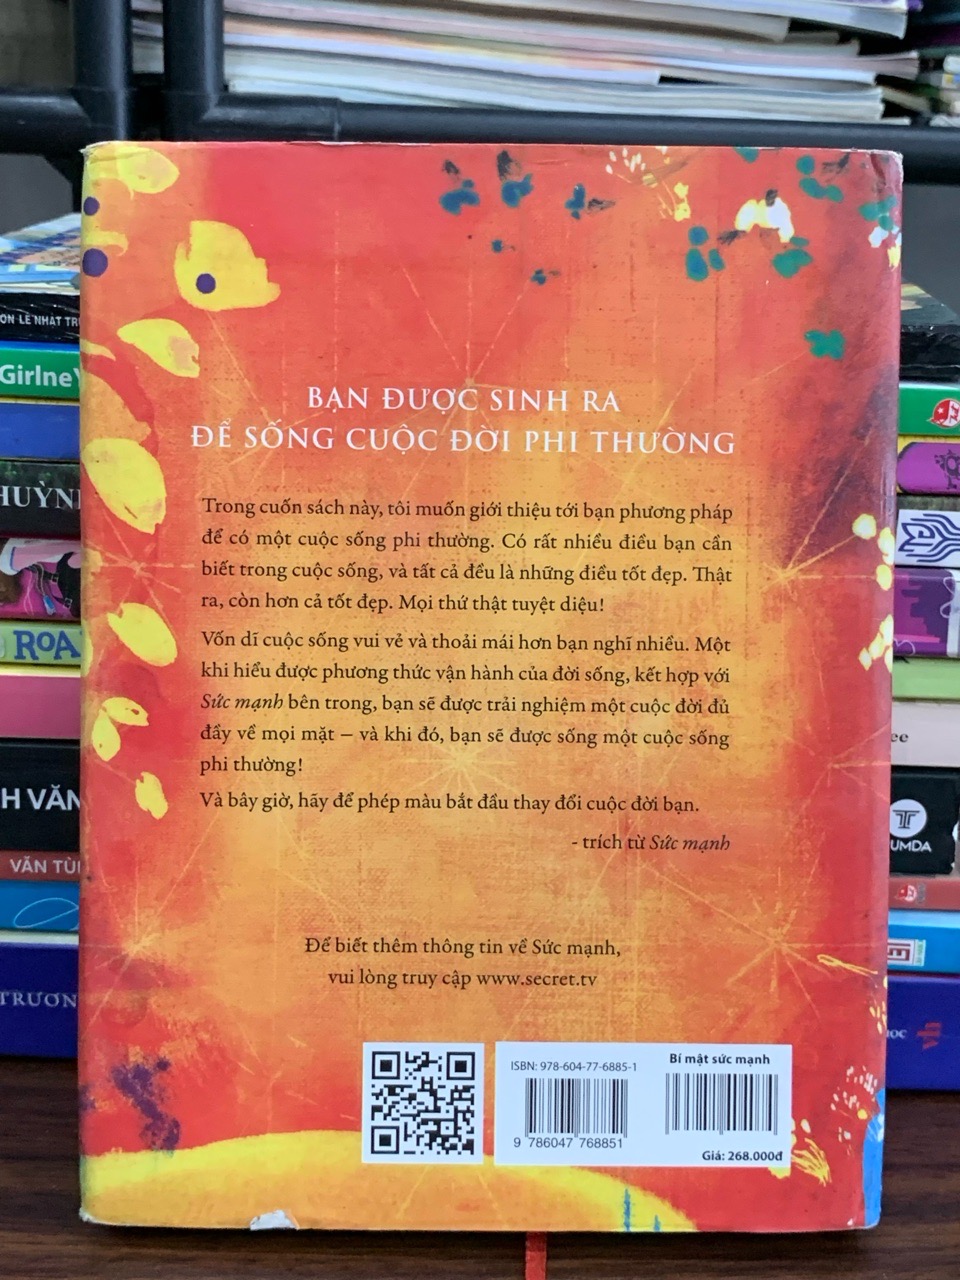 BẠN ĐƯỢC SINH RA
ĐỂ SỐNG CUỘC ĐỜI PHI THƯỜNG
Trong cuốn sách này, tôi muốn giới thiệu tới bạn phương pháp
để có một cuộc sống phi thường. Có rất nhiều điều bạn cần
biết trong cuộc sống, và tất cả đều là những điều tốt đẹp. Thật
ra, còn hơn cả tốt đẹp. Mọi thứ thật tuyệt diệu!
Vốn dĩ cuộc sống vui vẻ và thoải mái hơn bạn nghĩ nhiều. Một
khi hiểu được phương thức vận hành của đời sống, kết hợp với
Sức mạnh bên trong, bạn sẽ được trải nghiệm một cuộc đời đủ
đầy về mọi mặt – và khi đó, bạn sẽ được sống một cuộc sống
phi thường!
Và bây giờ, hãy để phép màu bắt đầu thay đổi cuộc đời bạn.
- trích từ Sức mạnh
Để biết thêm thông tin về Sức mạnh,
vui lòng truy cập www.secret.tv
ISBN: 978-604-77-6885-1
9 786047 768851
Bí mật sức mạnh
Giá: 268.000đ
ON LE NHAT TR
GirlneY
HUỲN
ROA
H VĂN
VĂN TÙ
TRƯƠN
ee
UMDA
HOC